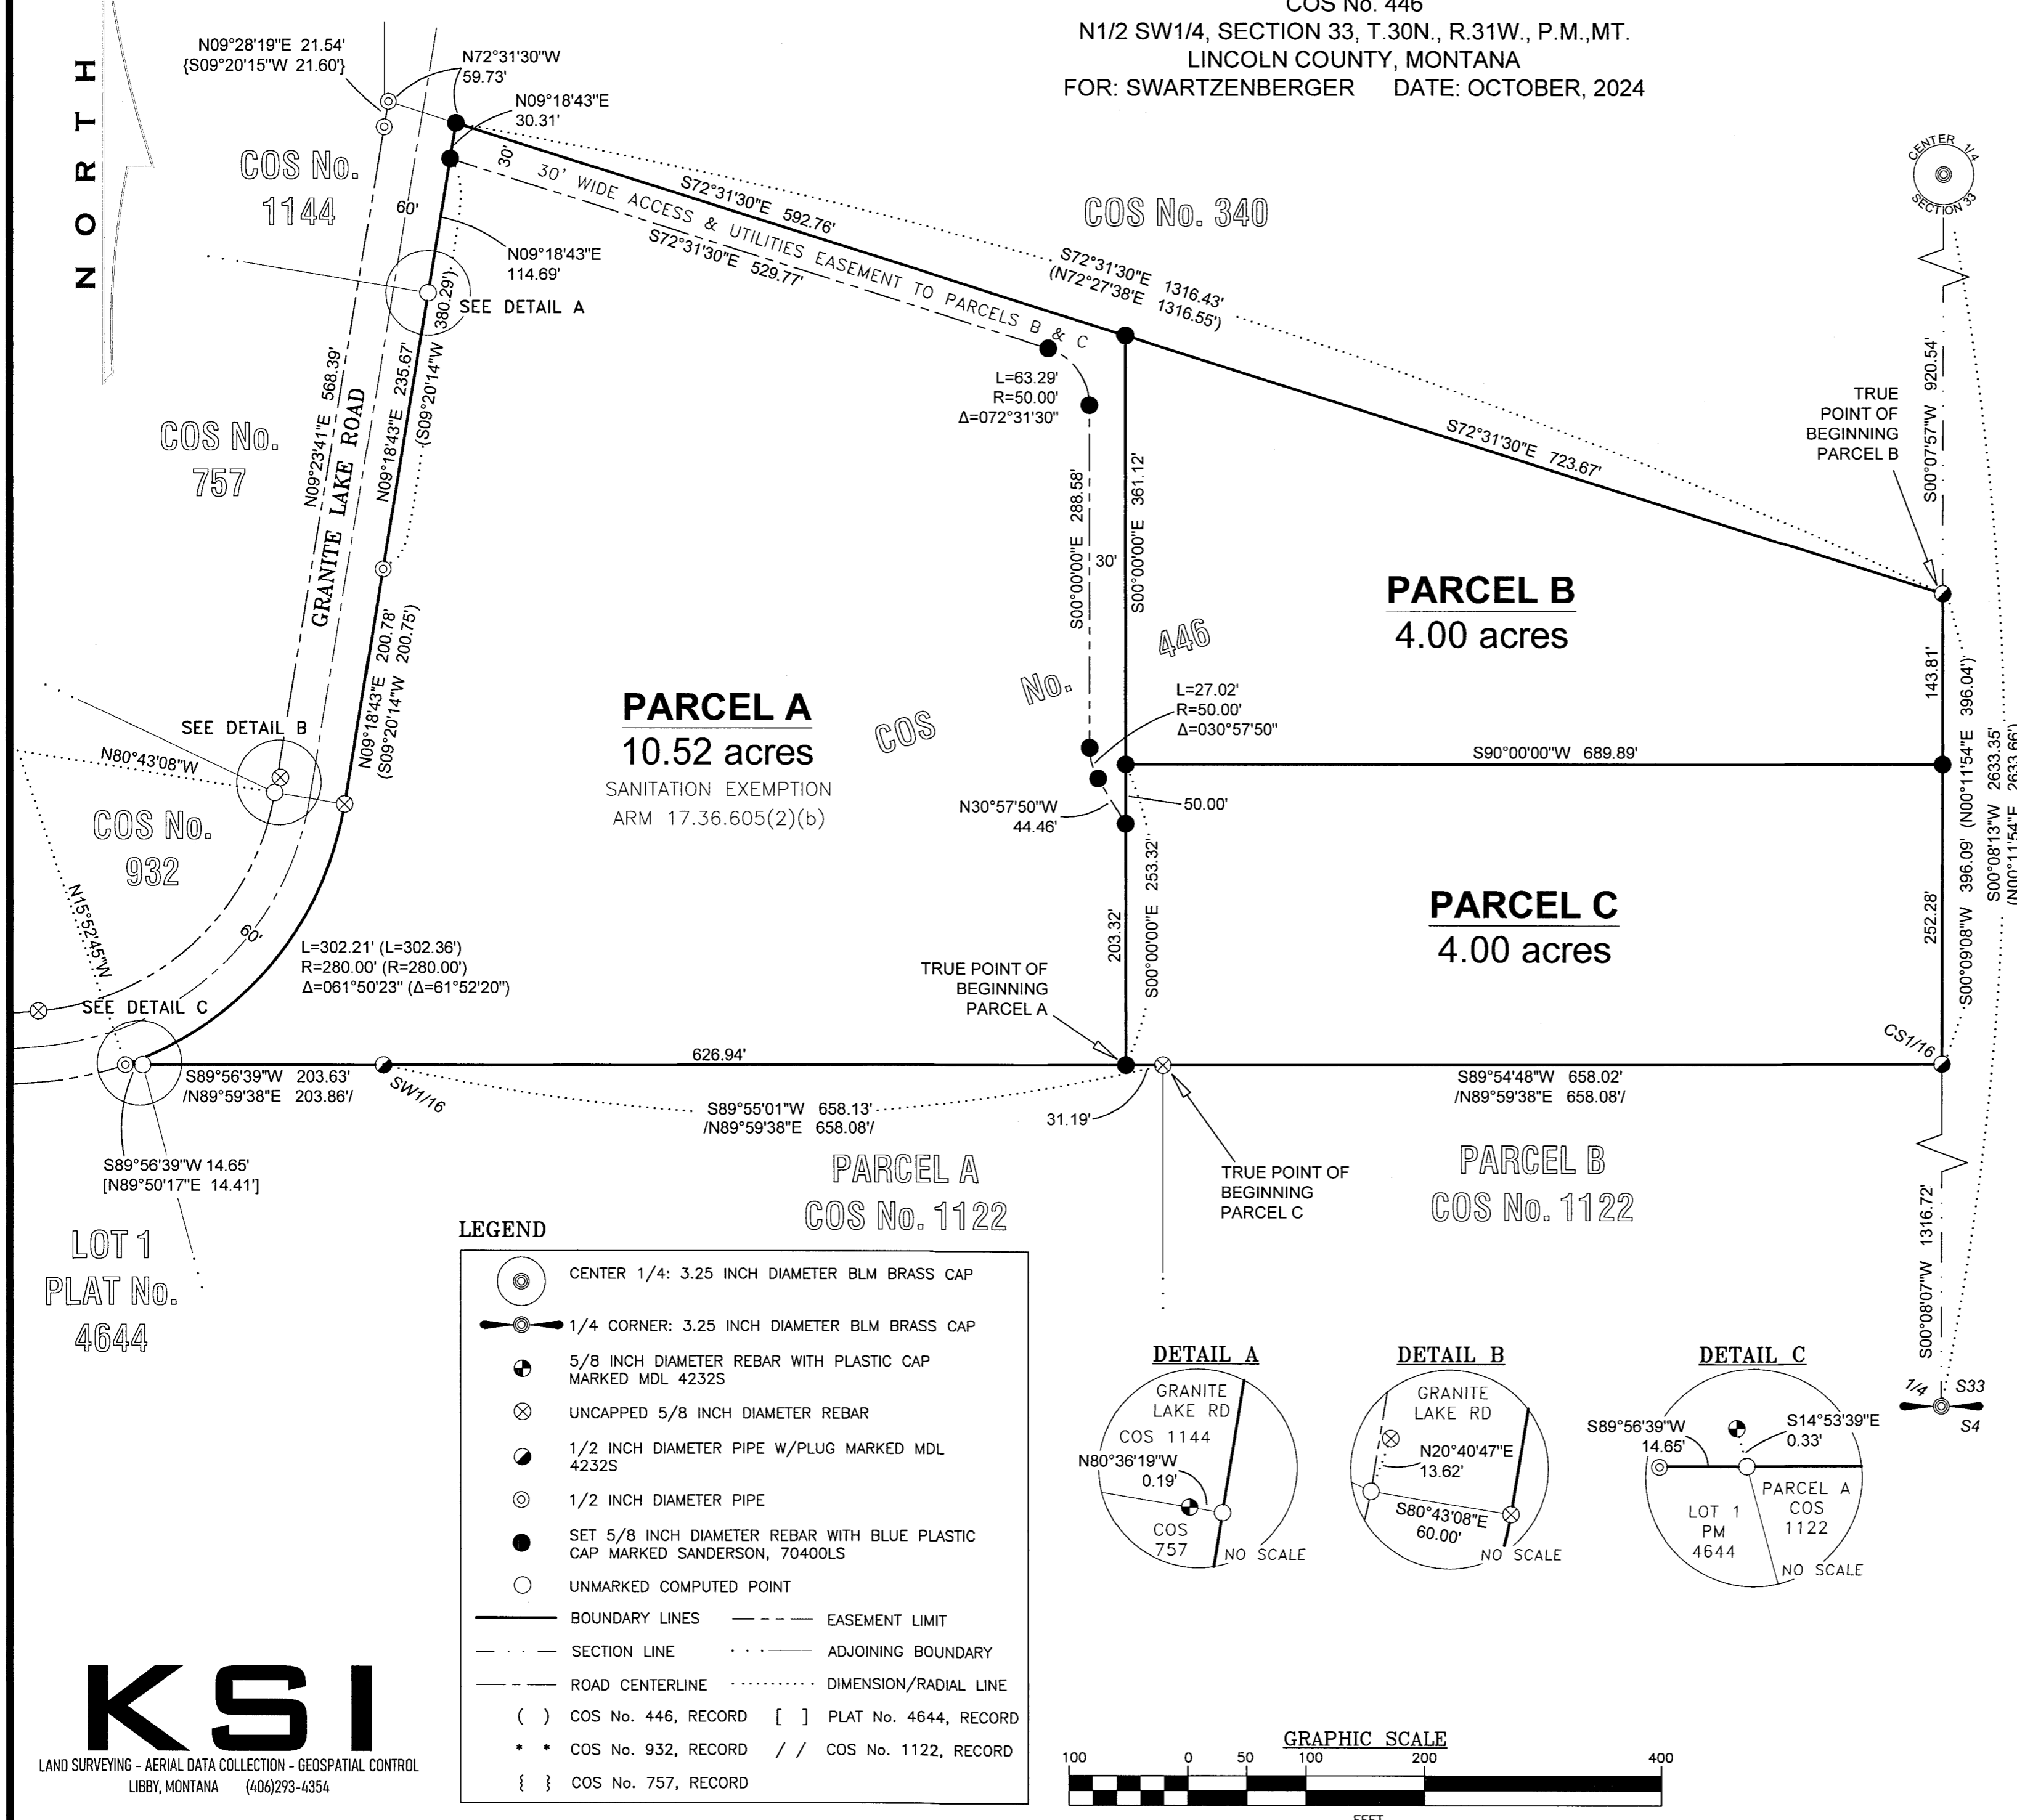 COS No. 446
N1/2 SW1/4, SECTION 33, T.30N., R.31W., P.M.,MT.
LINCOLN COUNTY, MONTANA
FOR: SWARTZENBERGER DATE: OCTOBER, 2024
NORTH
N09°28'19"E 21.54'
{S09°20'15"W 21.60'}
N72°31'30"W
59.73'
N09°18'43"E
30.31'
30'
COS No.
1144
60'
30' WIDE ACCESS & UTILITIES EASEMENT TO PARCELS B & C
S72°31'30"E 592.76'
S72°31'30"E 529.77'
COS No. 340
S72°31'30"E 1316.43'
(N72°27'38'E 1316.55')
CENTER 1/4
SECTION 33
N09°18'43"E
114.69'
SEE DETAIL A
(S09°20'14"W 380.29')
N09°18'43"E 235.67'
N09°23'41"E 568.39'
GRANITE LAKE ROAD
COS No.
757
L=63.29'
R=50.00'
Δ=072°31'30"
S72°31'30"E 723.67'
S00°07'57"W 920.54'
TRUE
POINT OF
BEGINNING
PARCEL B
S00°00'00"E 288.58'
30'
S00°00'00"E 361.12'
PARCEL B
4.00 acres
143.81'
N09°18'43"E 200.78'
(S09°20'14"W 200.75')
PARCEL A
10.52 acres
SANITATION EXEMPTION
ARM 17.36.605(2)(b)
COS No. 446
L=27.02'
R=50.00'
Δ=030°57'50"
S90°00'00"W 689.89'
SEE DETAIL B
N80°43'08"W
COS No.
932
N30°57'50"W
44.46'
50.00'
S00°00'00"E 253.32'
203.32'
PARCEL C
4.00 acres
252.28'
S00°09'08"W 396.09' (N00°11'54"E 396.04')
S00°08'13"W 2633.35'
(N00°11'54"E 2633.66')
N15°52'45"W
60'
L=302.21' (L=302.36')
R=280.00' (R=280.00')
Δ=061°50'23" (Δ=61°52'20")
TRUE POINT OF
BEGINNING
PARCEL A
SEE DETAIL C
CS1/16
626.94'
S89°56'39"W 203.63'
/N89°59'38"E 203.86'/
SW1/16
S89°55'01"W 658.13'
/N89°59'38"E 658.08'/
31.19'
S89°54'48"W 658.02'
/N89°59'38"E 658.08'/
S89°56'39"W 14.65'
[N89°50'17"E 14.41']
PARCEL A
COS No. 1122
TRUE POINT OF
BEGINNING
PARCEL C
PARCEL B
COS No. 1122
S00°08'07"W 1316.72'
LOT 1
PLAT No.
4644
LEGEND
CENTER 1/4: 3.25 INCH DIAMETER BLM BRASS CAP
1/4 CORNER: 3.25 INCH DIAMETER BLM BRASS CAP
5/8 INCH DIAMETER REBAR WITH PLASTIC CAP
MARKED MDL 4232S
UNCAPPED 5/8 INCH DIAMETER REBAR
1/2 INCH DIAMETER PIPE W/PLUG MARKED MDL
4232S
1/2 INCH DIAMETER PIPE
SET 5/8 INCH DIAMETER REBAR WITH BLUE PLASTIC
CAP MARKED SANDERSON, 70400LS
UNMARKED COMPUTED POINT
BOUNDARY LINES EASEMENT LIMIT
SECTION LINE ADJOINING BOUNDARY
ROAD CENTERLINE DIMENSION/RADIAL LINE
( ) COS No. 446, RECORD [ ] PLAT No. 4644, RECORD
* * COS No. 932, RECORD / / COS No. 1122, RECORD
{ } COS No. 757, RECORD
DETAIL A
GRANITE
LAKE RD
COS 1144
N80°36'19"W
0.19'
COS
757
NO SCALE
DETAIL B
GRANITE
LAKE RD
N20°40'47"E
13.62'
S80°43'08"E
60.00'
NO SCALE
DETAIL C
S89°56'39"W
14.65'
S14°53'39"E
0.33'
LOT 1
PM
4644
PARCEL A
COS
1122
NO SCALE
1/4 S33
S4
KSI
LAND SURVEYING - AERIAL DATA COLLECTION - GEOSPATIAL CONTROL
LIBBY, MONTANA (406)293-4354
GRAPHIC SCALE
100 0 50 100 200 400
FEET